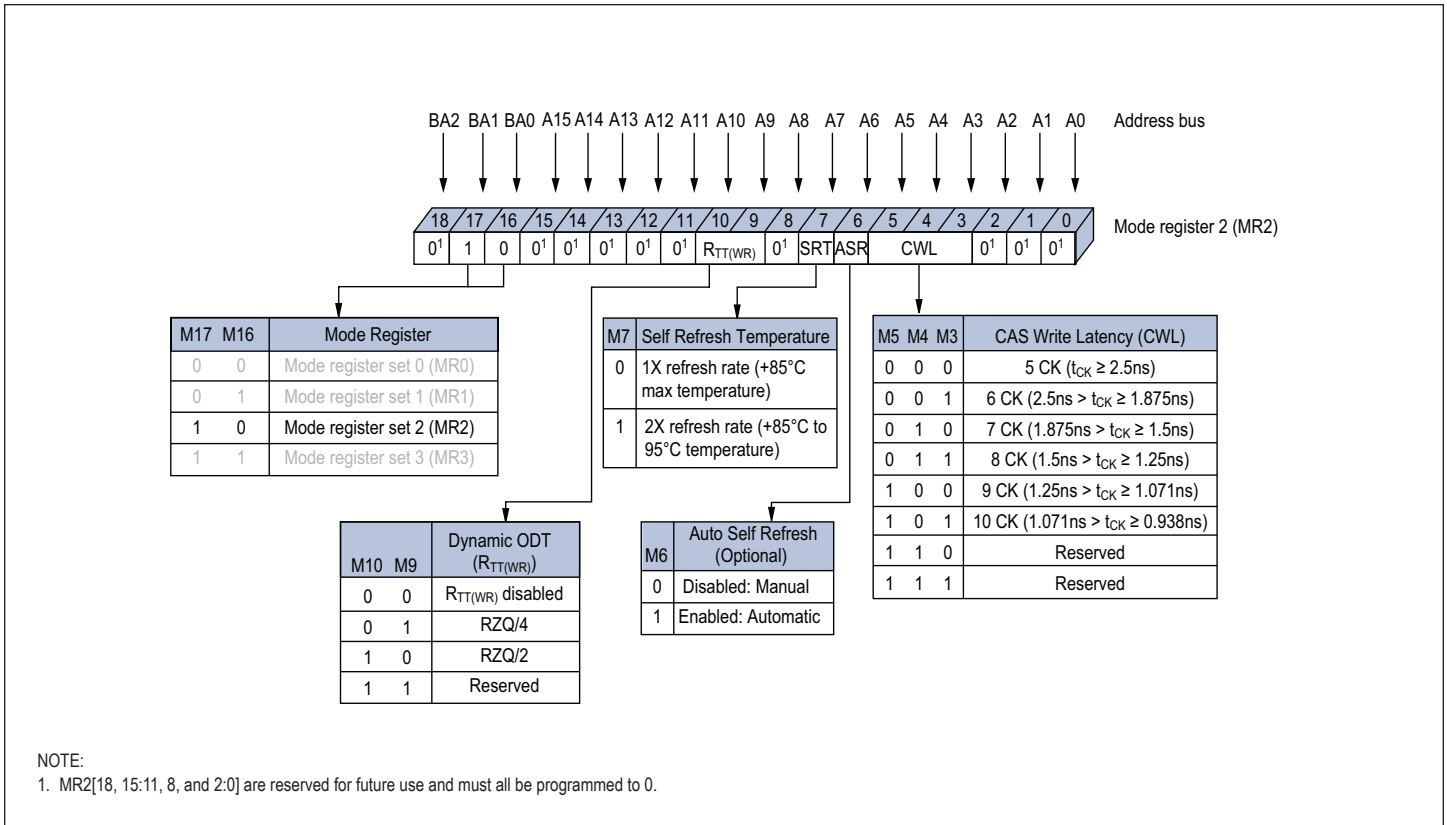 BA2 BA1 BA0 A15 A14 A13 A12 A11 A10 A9 A8 A7 A6 A5 A4 A3 A2 A1 A0 Address bus
18 17 16 15 14 13 12 11 10 9 8 7 6 5 4 3 2 1 0
Mode register 2 (MR2)
0¹ 1 0 0¹ 0¹ 0¹ 0¹ 0¹ RTT(WR) 0¹ SRT ASR CWL 0¹ 0¹ 0¹
M17 M16 Mode Register
0 0 Mode register set 0 (MR0)
0 1 Mode register set 1 (MR1)
1 0 Mode register set 2 (MR2)
1 1 Mode register set 3 (MR3)
M7 Self Refresh Temperature
0 1X refresh rate (+85°C
max temperature)
1 2X refresh rate (+85°C to
95°C temperature)
M5 M4 M3 CAS Write Latency (CWL)
0 0 0 5 CK (tCK ≥ 2.5ns)
0 0 1 6 CK (2.5ns > tCK ≥ 1.875ns)
0 1 0 7 CK (1.875ns > tCK ≥ 1.5ns)
0 1 1 8 CK (1.5ns > tCK ≥ 1.25ns)
1 0 0 9 CK (1.25ns > tCK ≥ 1.071ns)
1 0 1 10 CK (1.071ns > tCK ≥ 0.938ns)
1 1 0 Reserved
1 1 1 Reserved
Dynamic ODT
M10 M9 (RTT(WR))
0 0 RTT(WR) disabled
0 1 RZQ/4
1 0 RZQ/2
1 1 Reserved
Auto Self Refresh
M6 (Optional)
0 Disabled: Manual
1 Enabled: Automatic
NOTE:
1. MR2[18, 15:11, 8, and 2:0] are reserved for future use and must all be programmed to 0.